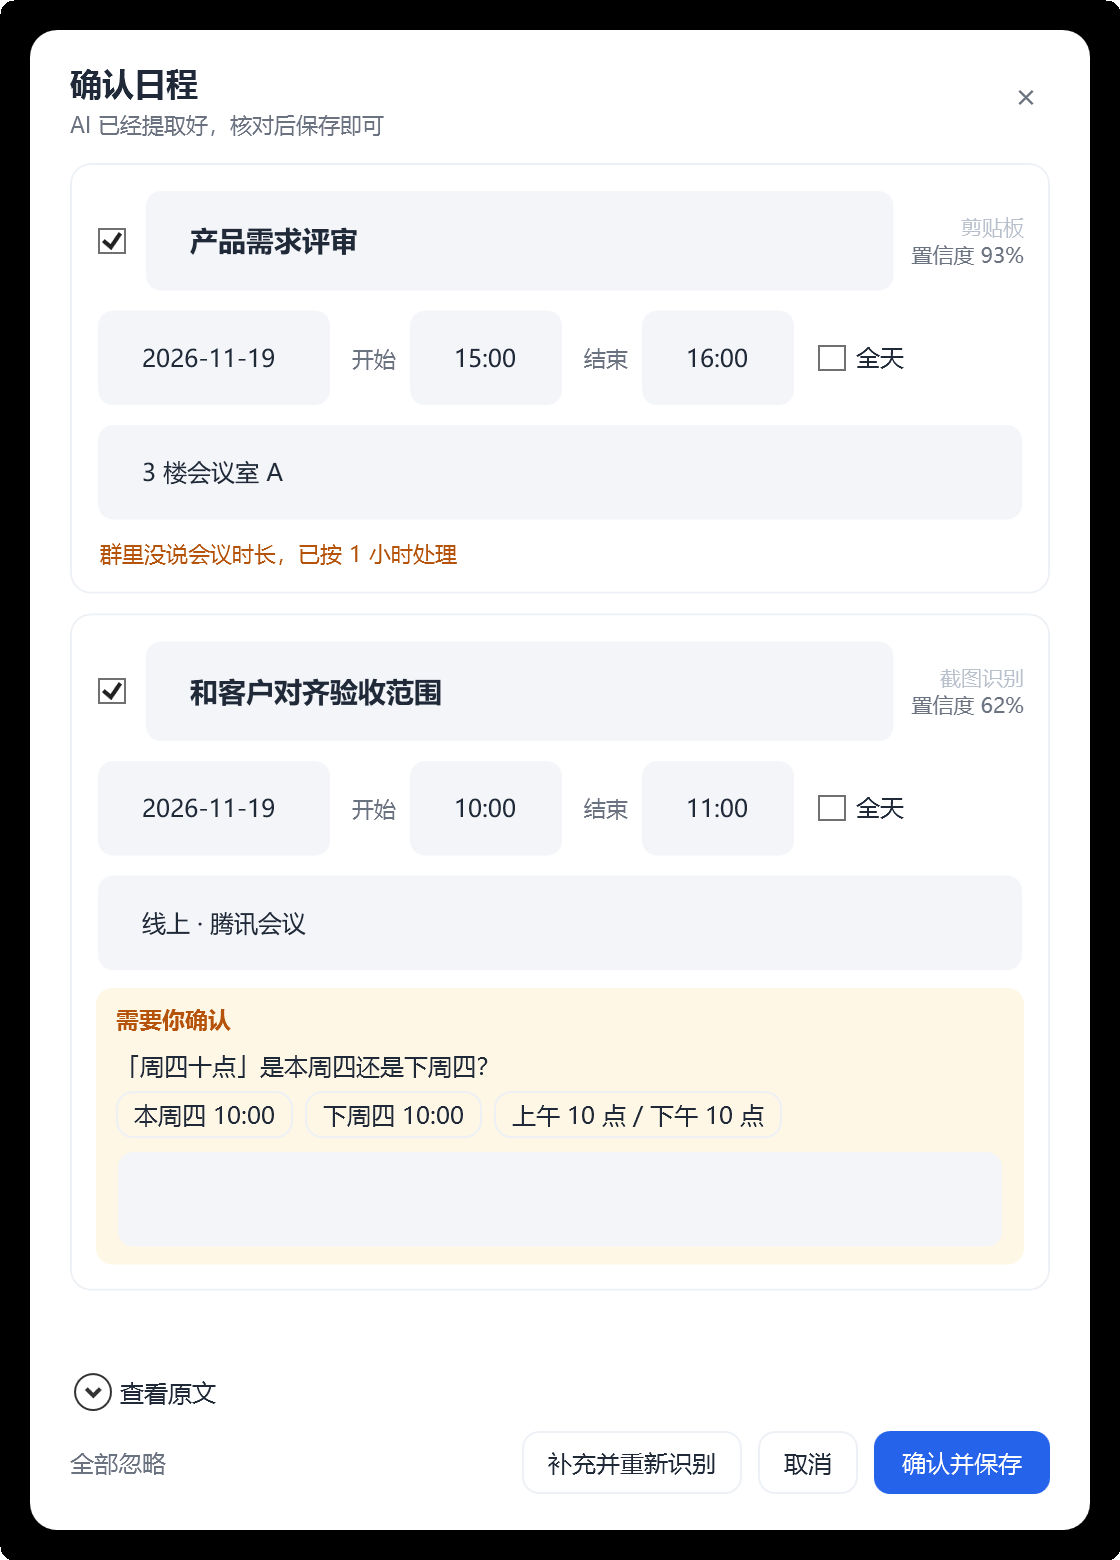 确认日程
AI 已经提取好，核对后保存即可
产品需求评审
剪贴板
置信度 93%
2026-11-19 开始 15:00 结束 16:00 全天
3 楼会议室 A
群里没说会议时长，已按 1 小时处理
和客户对齐验收范围
截图识别
置信度 62%
2026-11-19 开始 10:00 结束 11:00 全天
线上 · 腾讯会议
需要你确认
「周四十点」是本周四还是下周四？
本周四 10:00 下周四 10:00 上午 10 点 / 下午 10 点
查看原文
全部忽略 补充并重新识别 取消 确认并保存